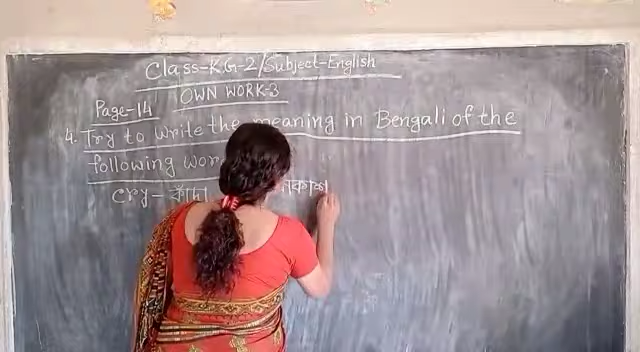 Class-KG-2/Subject-English
OWN WORK-3
Page-14
4. Try to write the meaning in Bengali of the
following
cry - কাঁদা